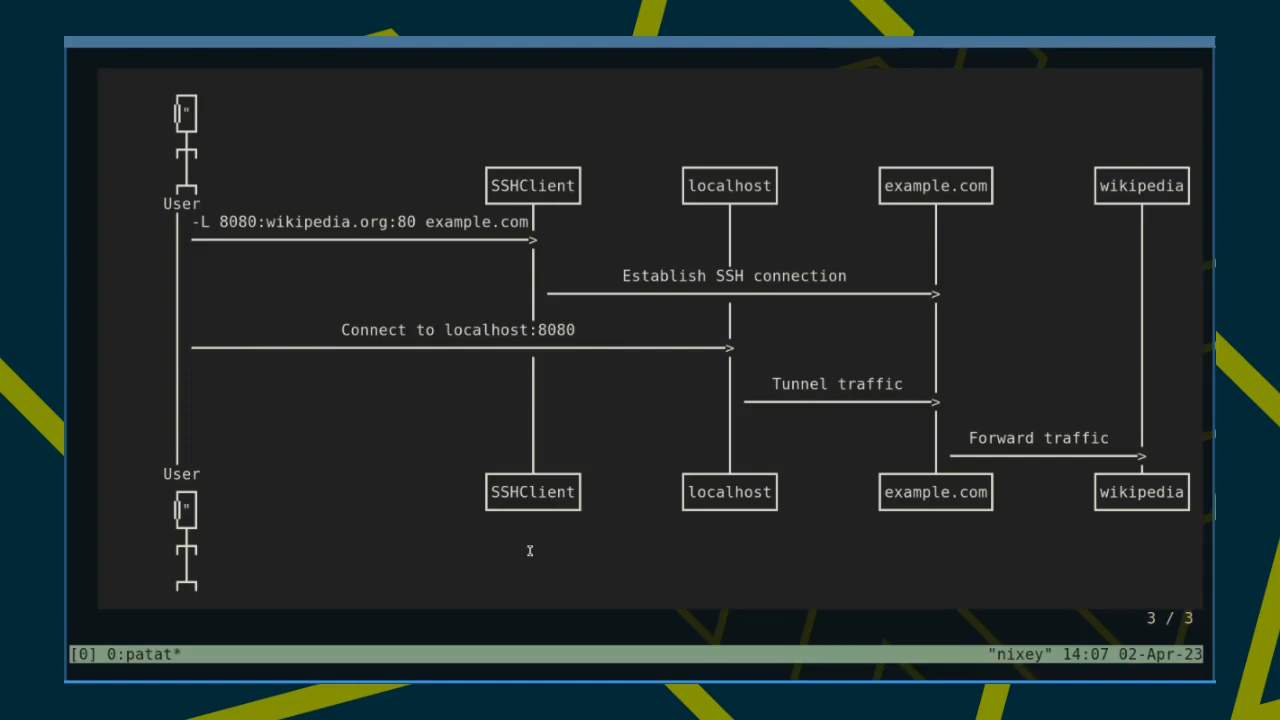 "
SSHClient localhost example.com wikipedia
User
-L 8080:wikipedia.org:80 example.com
>
Establish SSH connection
>
Connect to localhost:8080
>
Tunnel traffic
>
Forward traffic
>
User
SSHClient localhost example.com wikipedia
"
3 / 3
[0] 0:patat* "nixey" 14:07 02-Apr-23